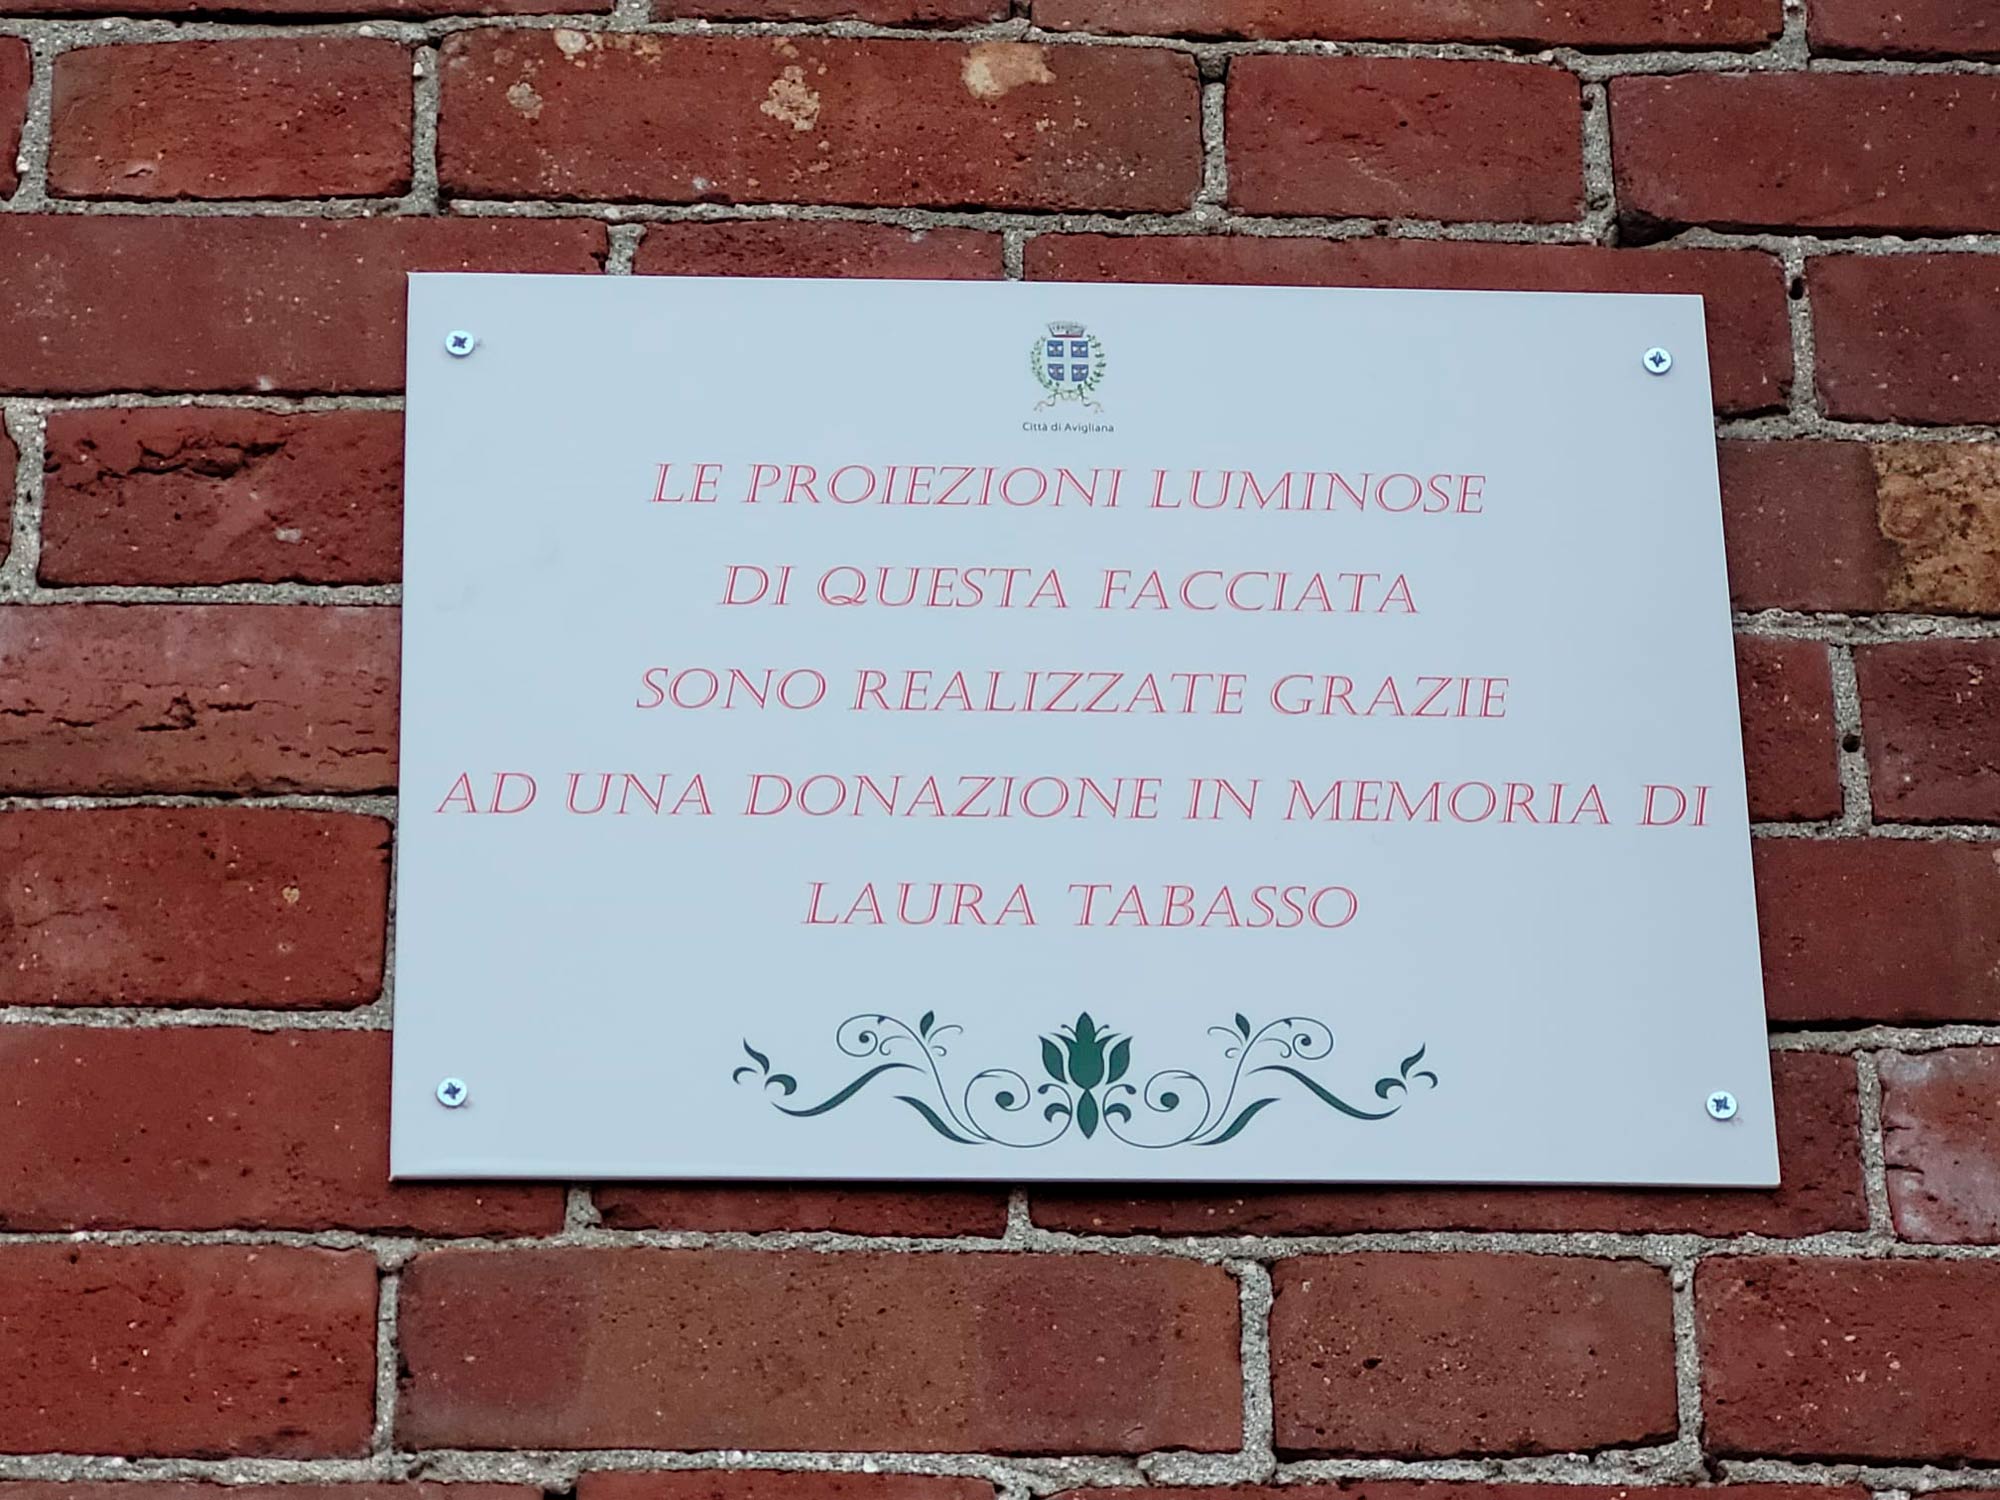 Città di Avigliana
LE PROIEZIONI LUMINOSE
DI QUESTA FACCIATA
SONO REALIZZATE GRAZIE
AD UNA DONAZIONE IN MEMORIA DI
LAURA TABASSO